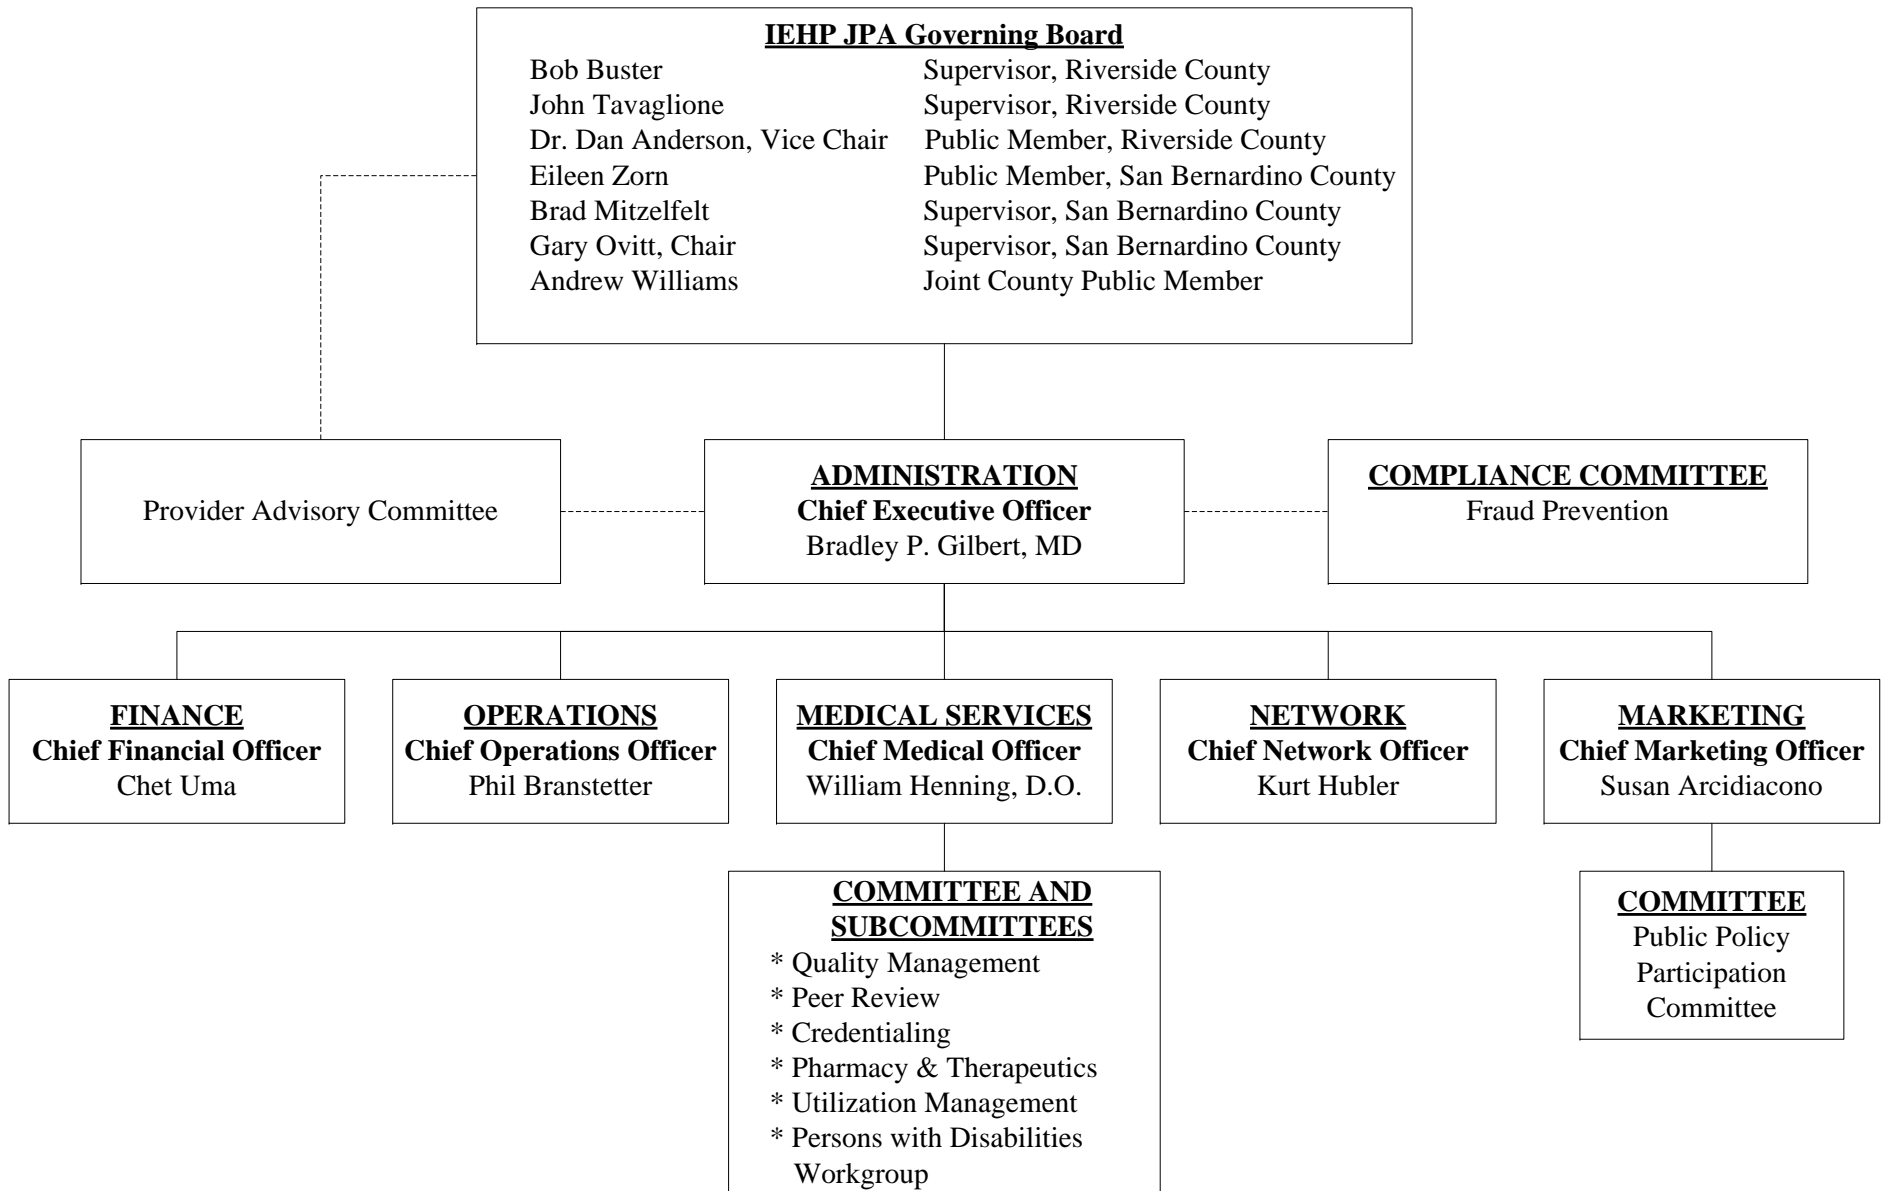 IEHP JPA Governing Board
Bob Buster Supervisor, Riverside County
John Tavaglione Supervisor, Riverside County
Dr. Dan Anderson, Vice Chair Public Member, Riverside County
Eileen Zorn Public Member, San Bernardino County
Brad Mitzelfelt Supervisor, San Bernardino County
Gary Ovitt, Chair Supervisor, San Bernardino County
Andrew Williams Joint County Public Member
Provider Advisory Committee
ADMINISTRATION
Chief Executive Officer
Bradley P. Gilbert, MD
COMPLIANCE COMMITTEE
Fraud Prevention
FINANCE
Chief Financial Officer
Chet Uma
OPERATIONS
Chief Operations Officer
Phil Branstetter
MEDICAL SERVICES
Chief Medical Officer
William Henning, D.O.
NETWORK
Chief Network Officer
Kurt Hubler
MARKETING
Chief Marketing Officer
Susan Arcidiacono
COMMITTEE AND
SUBCOMMITTEES
* Quality Management
* Peer Review
* Credentialing
* Pharmacy & Therapeutics
* Utilization Management
* Persons with Disabilities
Workgroup
COMMITTEE
Public Policy
Participation
Committee